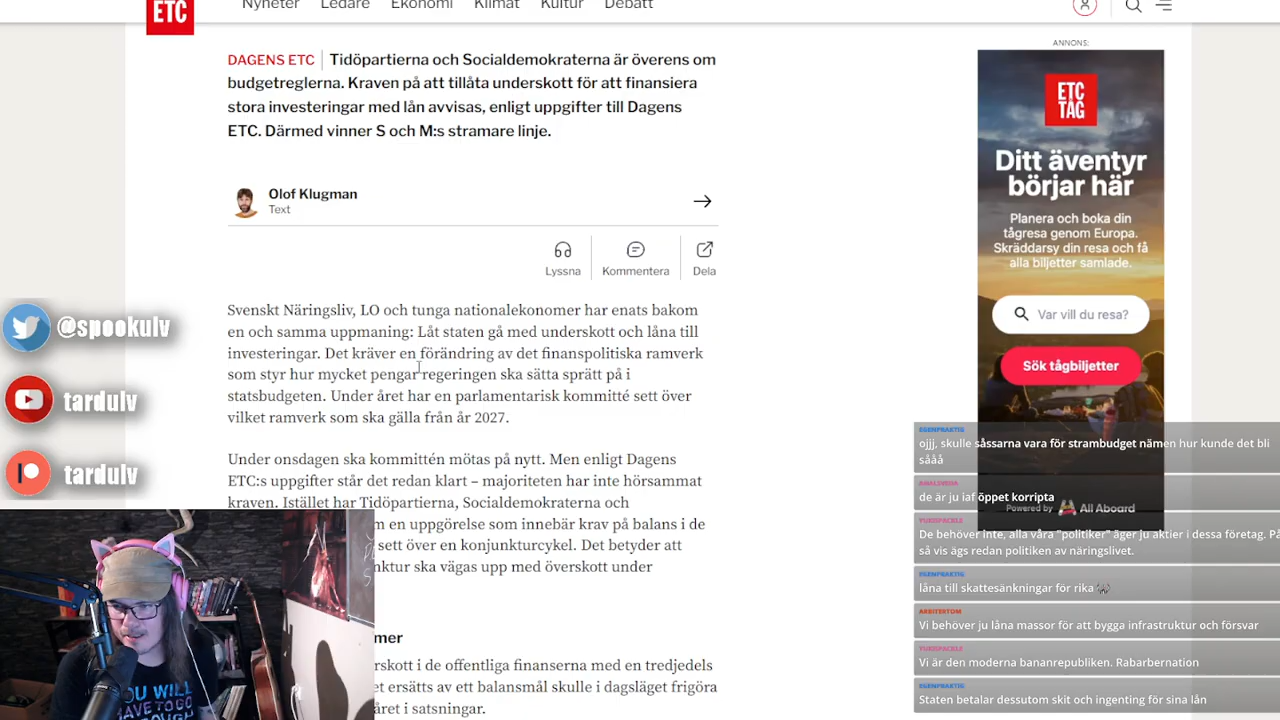 ETC
Nyheter Ledare Ekonomi Klimat Kultur Debatt
DAGENS ETC | Tidöpartierna och Socialdemokraterna är överens om
budgetreglerna. Kraven på att tillåta underskott för att finansiera
stora investeringar med lån avvisas, enligt uppgifter till Dagens
ETC. Därmed vinner S och M:s stramare linje.
Olof Klugman
Text
Lyssna Kommentera Dela
Svenskt Näringsliv, LO och tunga nationalekonomer har enats bakom
en och samma uppmaning: Låt staten gå med underskott och låna till
investeringar. Det kräver en förändring av det finanspolitiska ramverk
som styr hur mycket pengar regeringen ska sätta sprätt på i
statsbudgeten. Under året har en parlamentarisk kommitté sett över
vilket ramverk som ska gälla från år 2027.
Under onsdagen ska kommittén mötas på nytt. Men enligt Dagens
ETC:s uppgifter står det redan klart – majoriteten har inte hörsammat
kraven. Istället har Tidöpartierna, Socialdemokraterna och
m en uppgörelse som innebär krav på balans i de
sett över en konjunkturcykel. Det betyder att
nktur ska vägas upp med överskott under
mer
rskott i de offentliga finanserna med en tredjedels
et ersätts av ett balansmål skulle i dagsläget frigöra
året i satsningar.
ANNONS:
ETC
TAG
Ditt äventyr
börjar här
Planera och boka din
tågresa genom Europa.
Skräddarsy din resa och få
alla biljetter samlade.
Var vill du resa?
Sök tågbiljetter
Powered by All Aboard
@spookulv
tardulv
tardulv
EGENPRAKTIG
ojjj, skulle såssarna vara för strambudget nämen hur kunde det bli
sååå
de är ju iaf öppet korripta
De behöver inte, alla våra "politiker" äger ju aktier i dessa företag. På
så vis ägs redan politiken av näringslivet.
EGENPRAKTIG
låna till skattesänkningar för rika
ARBITERTOM
Vi behöver ju låna massor för att bygga infrastruktur och försvar
Vi är den moderna bananrepubliken. Rabarbernation
EGENPRAKTIG
Staten betalar dessutom skit och ingenting för sina lån
YOU WILL
HAVE TO GO
THROUGH